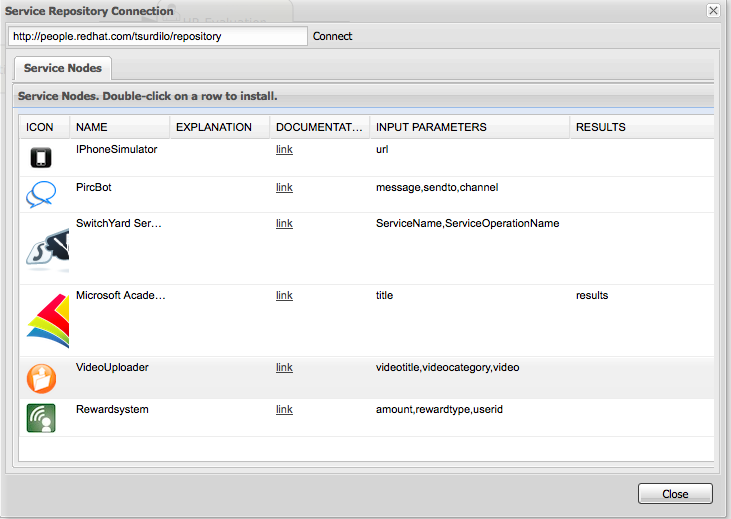 Service Repository Connection
http://people.redhat.com/tsurdilo/repository Connect
Service Nodes
Service Nodes. Double-click on a row to install.
ICON NAME EXPLANATION DOCUMENTAT... INPUT PARAMETERS RESULTS
IPhoneSimulator link url
PircBot link message,sendto,channel
SwitchYard Ser... link ServiceName,ServiceOperationName
Microsoft Acade... link title results
VideoUploader link videotitle,videocategory,video
Rewardsystem link amount,rewardtype,userid
Close